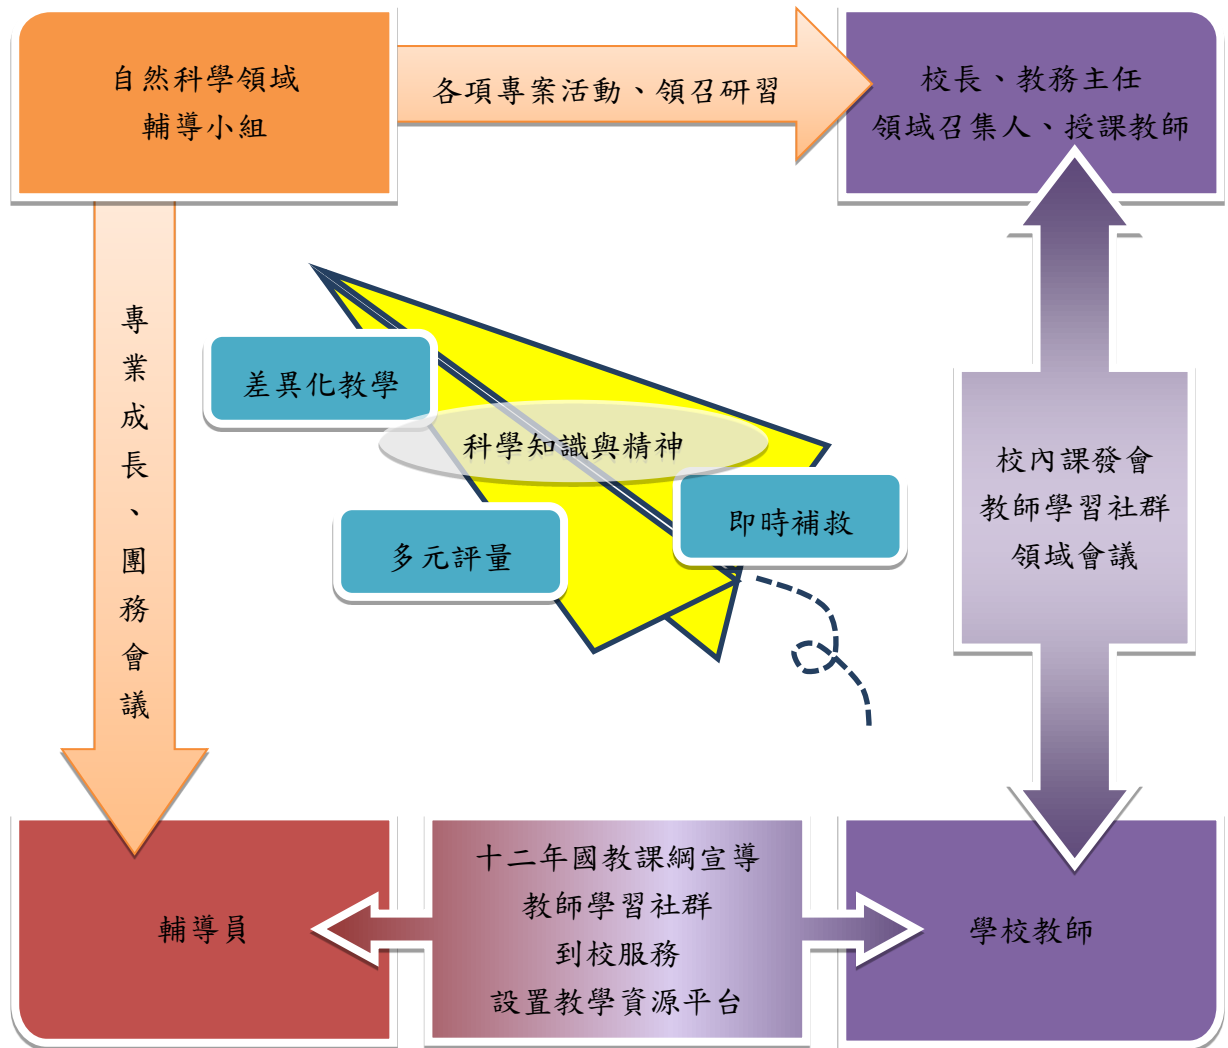 自然科學領域
輔導小組
各項專案活動、領召研習
校長、教務主任
領域召集人、授課教師
專業成長、團務會議
差異化教學
科學知識與精神
多元評量
即時補救
校內課發會
教師學習社群
領域會議
輔導員
十二年國教課綱宣導
教師學習社群
到校服務
設置教學資源平台
學校教師